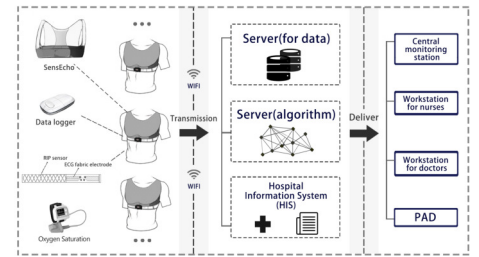 SensEcho
Data logger
RIP sensor
ECG fabric electrode
Oxygen Saturation
WIFI
WIFI
Transmission
Server(for data)
Server(algorithm)
Hospital
Information System
(HIS)
Deliver
Central
monitoring
station
Workstation
for nurses
Workstation
for doctors
PAD